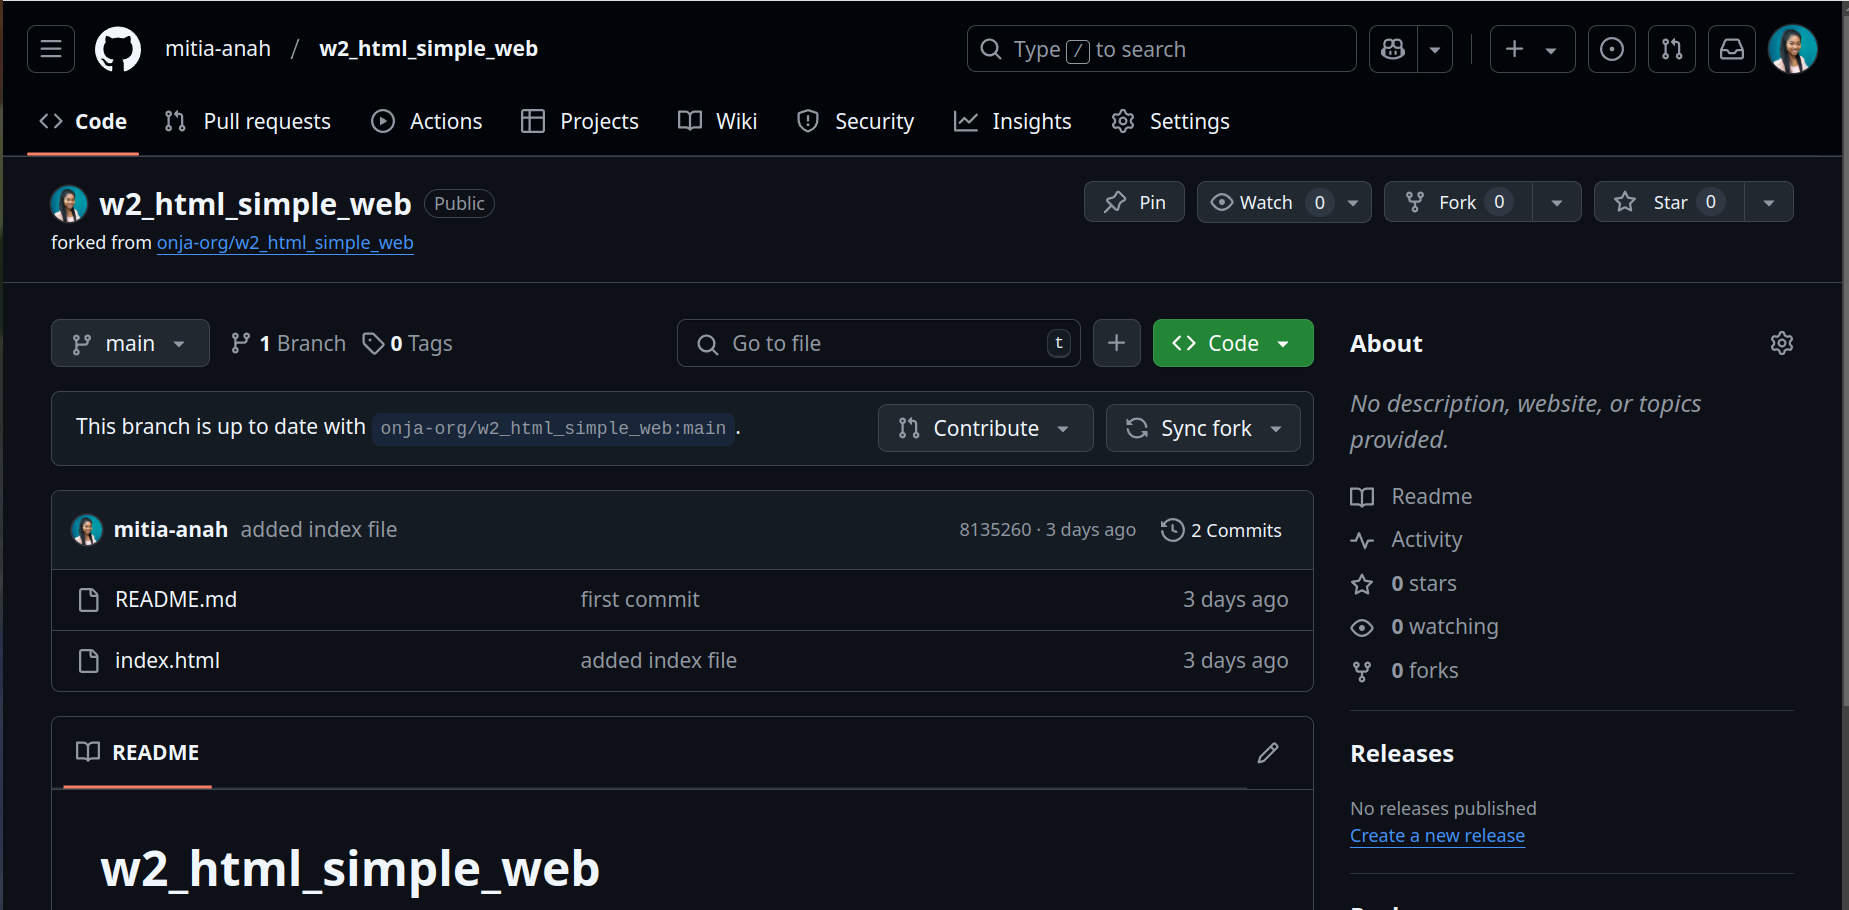 mitia-anah / w2_html_simple_web
Type / to search
Code
Pull requests
Actions
Projects
Wiki
Security
Insights
Settings
w2_html_simple_web Public
forked from onja-org/w2_html_simple_web
Pin
Watch 0
Fork 0
Star 0
main
1 Branch
0 Tags
Go to file t
Code
This branch is up to date with onja-org/w2_html_simple_web:main .
Contribute
Sync fork
mitia-anah added index file
8135260 · 3 days ago
2 Commits
README.md first commit 3 days ago
index.html added index file 3 days ago
README
w2_html_simple_web
About
No description, website, or topics
provided.
Readme
Activity
0 stars
0 watching
0 forks
Releases
No releases published
Create a new release